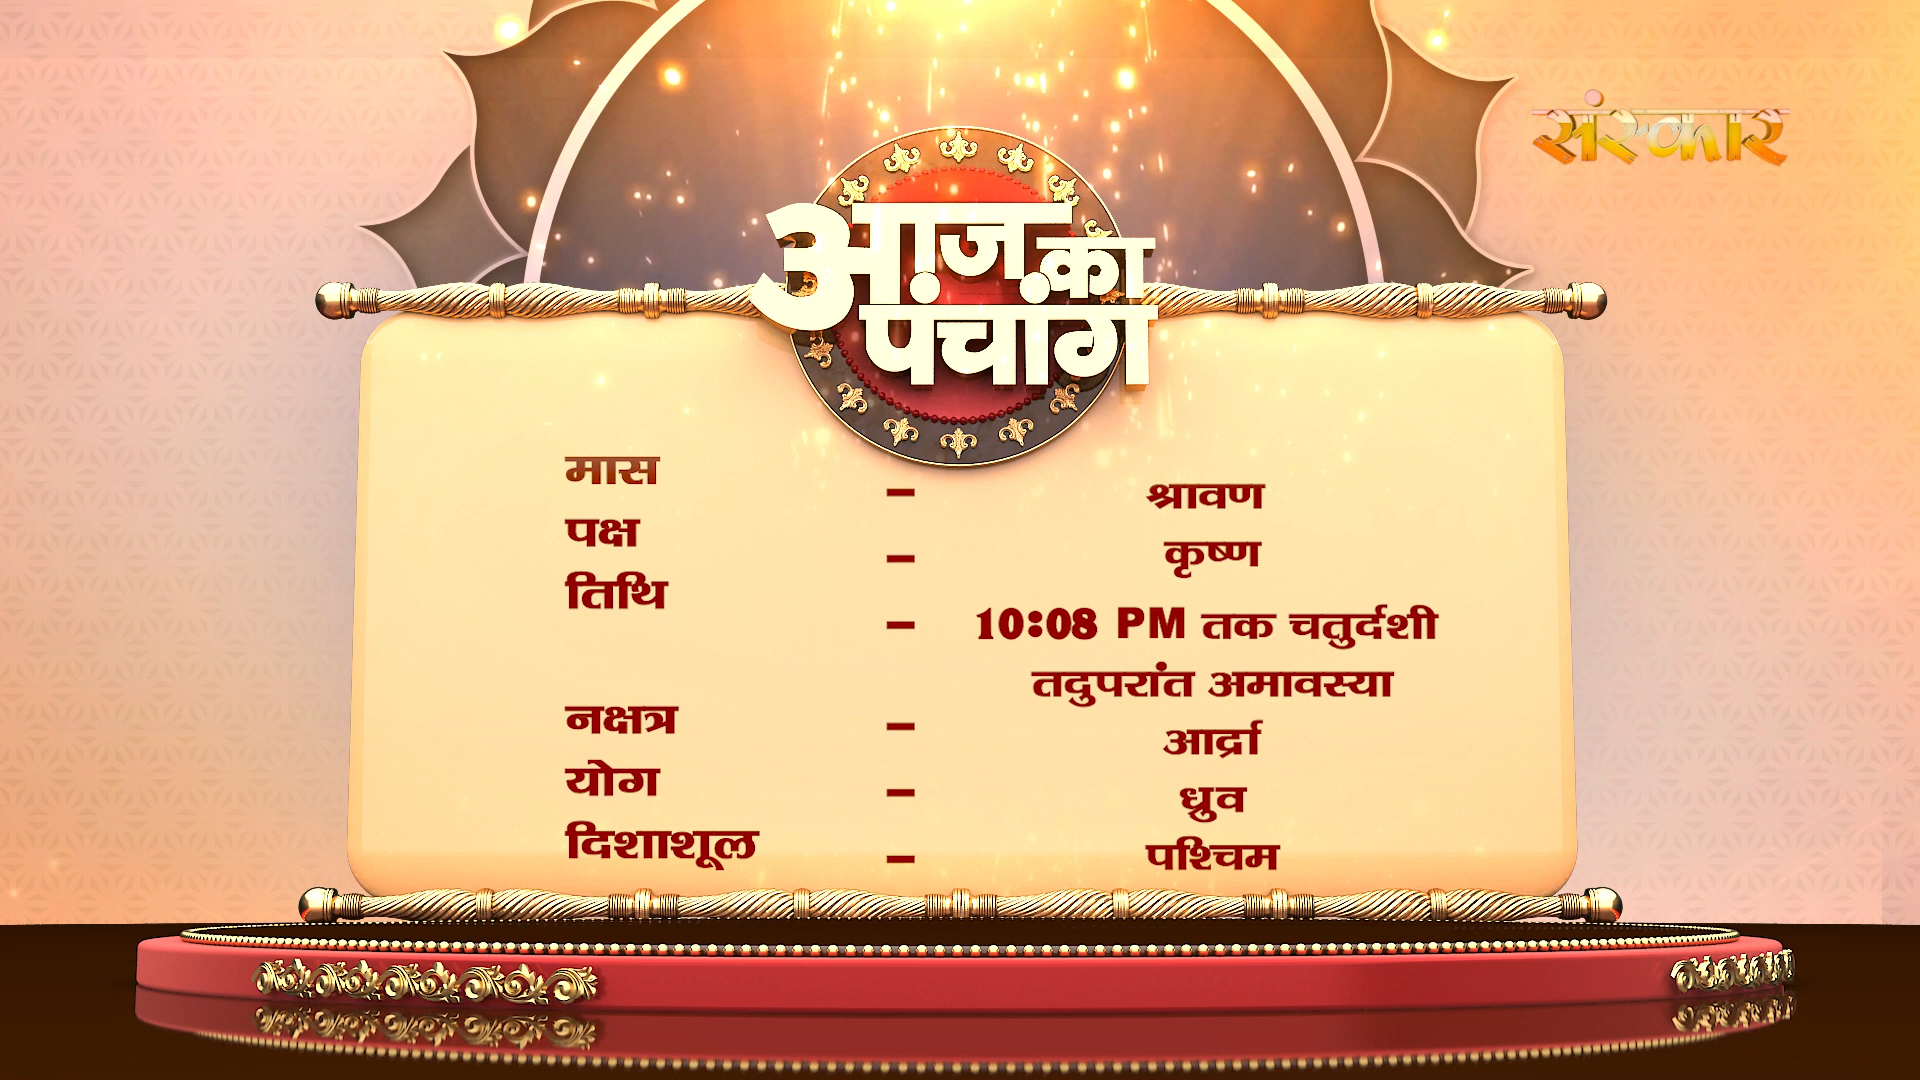 संस्कार
आज का
पंचांग
मास – श्रावण
पक्ष – कृष्ण
तिथि – 10:08 PM तक चतुर्दशी
तदुपरांत अमावस्या
नक्षत्र – आर्द्रा
योग – ध्रुव
दिशाशूल – पश्चिम